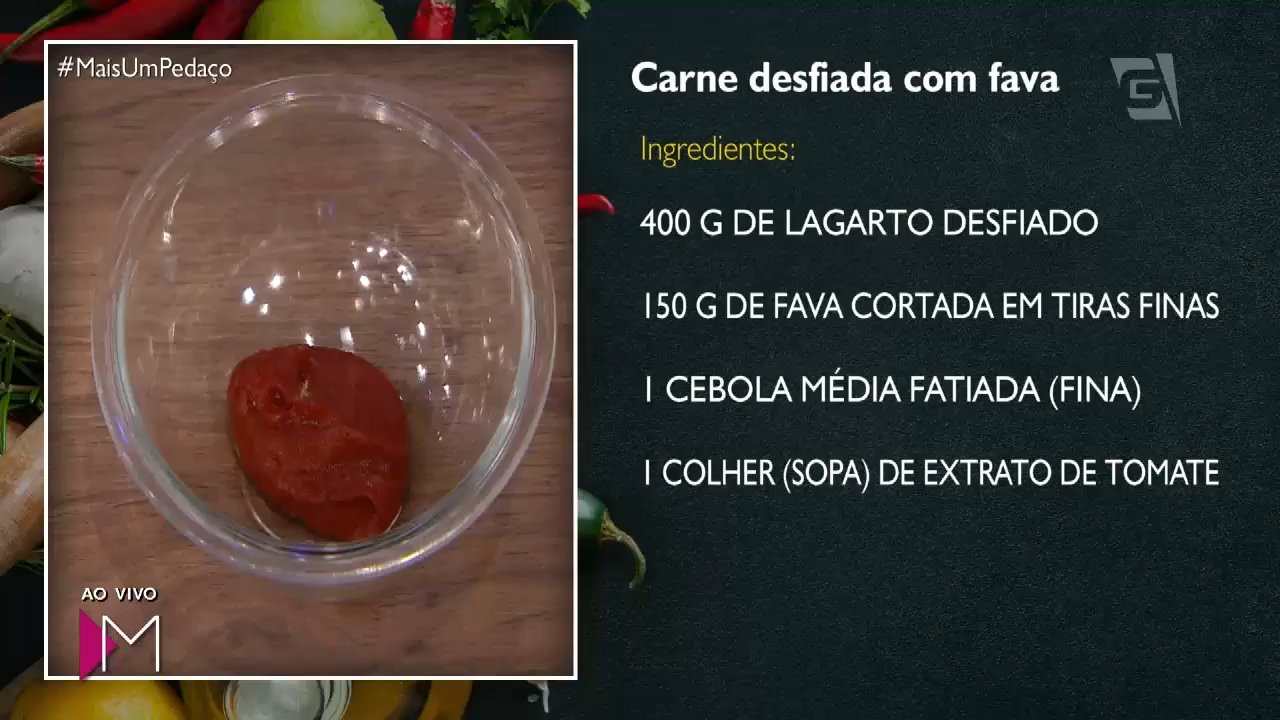 #MaisUmPedaço
Carne desfiada com fava
Ingredientes:
400 G DE LAGARTO DESFIADO
150 G DE FAVA CORTADA EM TIRAS FINAS
1 CEBOLA MÉDIA FATIADA (FINA)
1 COLHER (SOPA) DE EXTRATO DE TOMATE
AO VIVO
M